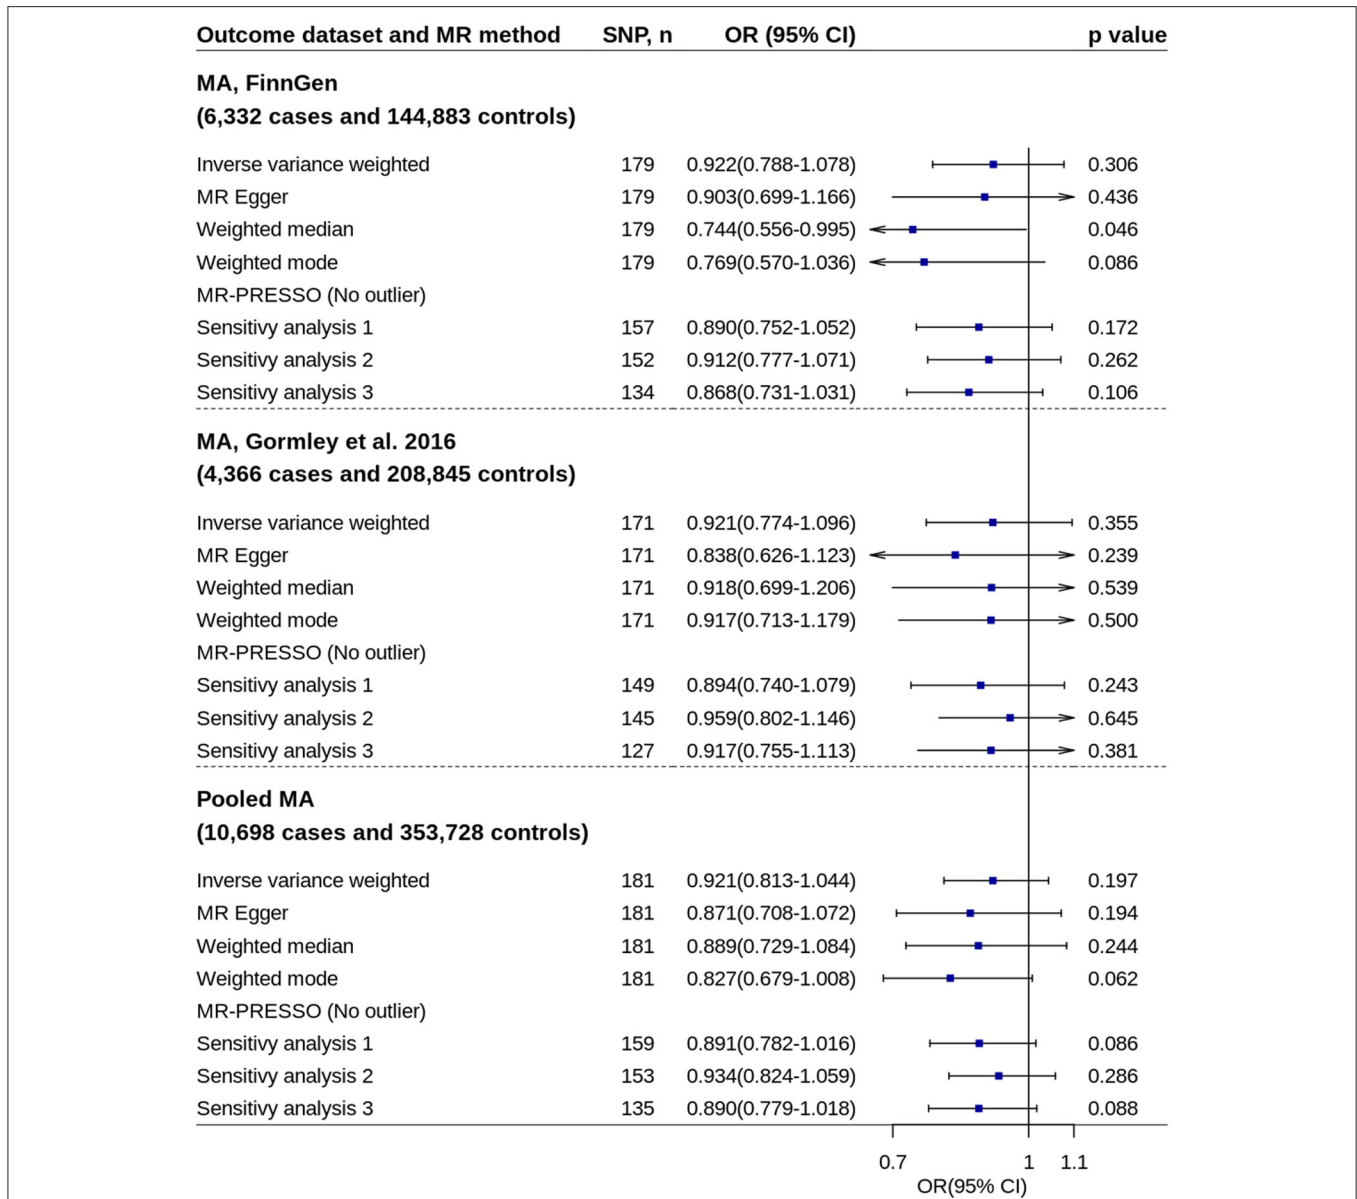 Outcome dataset and MR method SNP, n OR (95% CI) p value
MA, FinnGen
(6,332 cases and 144,883 controls)
Inverse variance weighted 179 0.922(0.788-1.078) 0.306
MR Egger 179 0.903(0.699-1.166) 0.436
Weighted median 179 0.744(0.556-0.995) 0.046
Weighted mode 179 0.769(0.570-1.036) 0.086
MR-PRESSO (No outlier)
Sensitivy analysis 1 157 0.890(0.752-1.052) 0.172
Sensitivy analysis 2 152 0.912(0.777-1.071) 0.262
Sensitivy analysis 3 134 0.868(0.731-1.031) 0.106
MA, Gormley et al. 2016
(4,366 cases and 208,845 controls)
Inverse variance weighted 171 0.921(0.774-1.096) 0.355
MR Egger 171 0.838(0.626-1.123) 0.239
Weighted median 171 0.918(0.699-1.206) 0.539
Weighted mode 171 0.917(0.713-1.179) 0.500
MR-PRESSO (No outlier)
Sensitivy analysis 1 149 0.894(0.740-1.079) 0.243
Sensitivy analysis 2 145 0.959(0.802-1.146) 0.645
Sensitivy analysis 3 127 0.917(0.755-1.113) 0.381
Pooled MA
(10,698 cases and 353,728 controls)
Inverse variance weighted 181 0.921(0.813-1.044) 0.197
MR Egger 181 0.871(0.708-1.072) 0.194
Weighted median 181 0.889(0.729-1.084) 0.244
Weighted mode 181 0.827(0.679-1.008) 0.062
MR-PRESSO (No outlier)
Sensitivy analysis 1 159 0.891(0.782-1.016) 0.086
Sensitivy analysis 2 153 0.934(0.824-1.059) 0.286
Sensitivy analysis 3 135 0.890(0.779-1.018) 0.088
0.7 1 1.1
OR(95% CI)